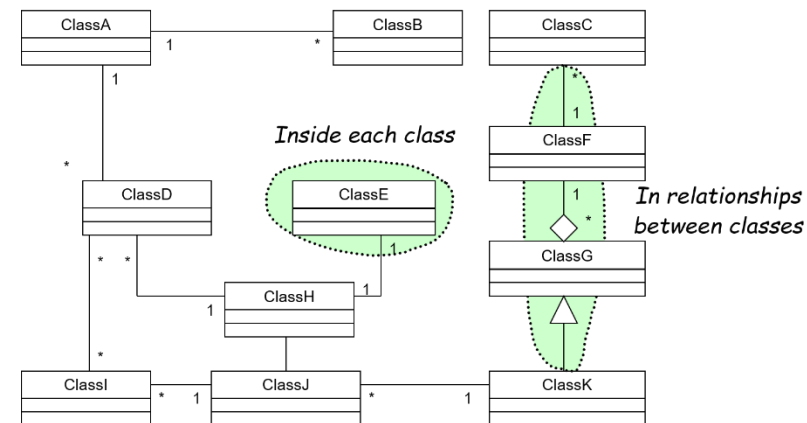 ClassA
1
*
ClassB
ClassC
1
*
1
Inside each class
ClassF
*
ClassD
ClassE
1
In relationships
between classes
*
1
ClassG
* *
ClassH
1
1
*
ClassI
*
1
ClassJ
*
1
ClassK